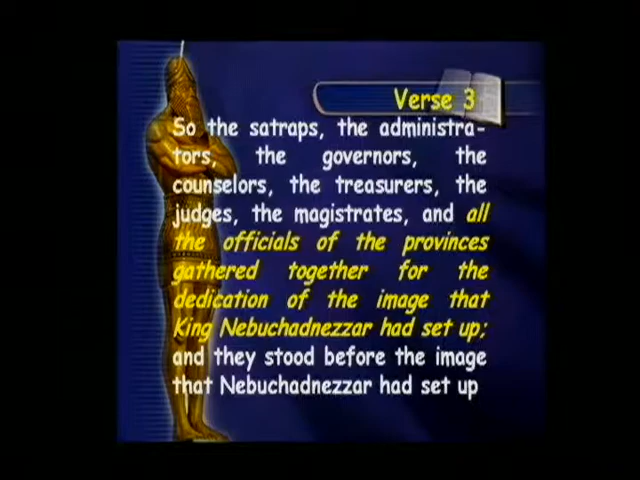 Verse 3
So the satraps, the administra-
tors, the governors, the
counselors, the treasurers, the
judges, the magistrates, and all
the officials of the provinces
gathered together for the
dedication of the image that
King Nebuchadnezzar had set up;
and they stood before the image
that Nebuchadnezzar had set up